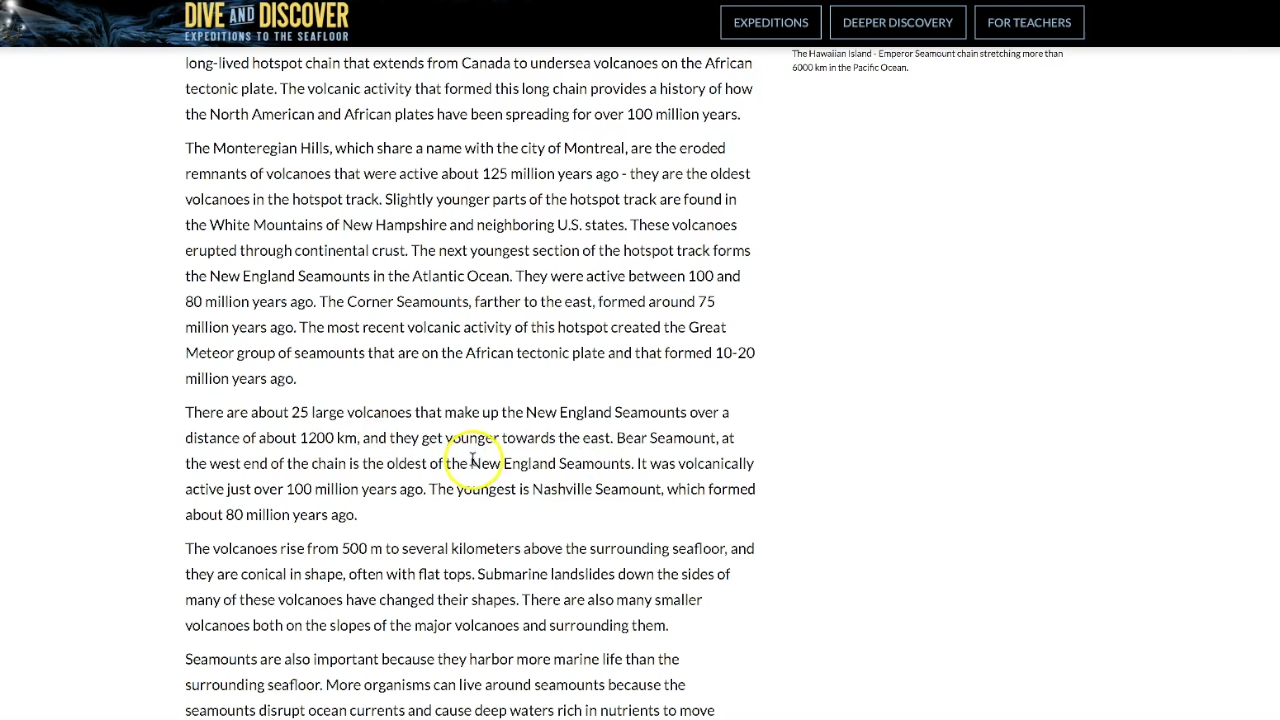 DIVE AND DISCOVER
EXPEDITIONS TO THE SEAFLOOR
EXPEDITIONS
DEEPER DISCOVERY
FOR TEACHERS
The Hawaiian Island - Emperor Seamount chain stretching more than
6000 km in the Pacific Ocean.
long-lived hotspot chain that extends from Canada to undersea volcanoes on the African
tectonic plate. The volcanic activity that formed this long chain provides a history of how
the North American and African plates have been spreading for over 100 million years.
The Monteregian Hills, which share a name with the city of Montreal, are the eroded
remnants of volcanoes that were active about 125 million years ago - they are the oldest
volcanoes in the hotspot track. Slightly younger parts of the hotspot track are found in
the White Mountains of New Hampshire and neighboring U.S. states. These volcanoes
erupted through continental crust. The next youngest section of the hotspot track forms
the New England Seamounts in the Atlantic Ocean. They were active between 100 and
80 million years ago. The Corner Seamounts, farther to the east, formed around 75
million years ago. The most recent volcanic activity of this hotspot created the Great
Meteor group of seamounts that are on the African tectonic plate and that formed 10-20
million years ago.
There are about 25 large volcanoes that make up the New England Seamounts over a
distance of about 1200 km, and they get younger towards the east. Bear Seamount, at
the west end of the chain is the oldest of the New England Seamounts. It was volcanically
active just over 100 million years ago. The youngest is Nashville Seamount, which formed
about 80 million years ago.
The volcanoes rise from 500 m to several kilometers above the surrounding seafloor, and
they are conical in shape, often with flat tops. Submarine landslides down the sides of
many of these volcanoes have changed their shapes. There are also many smaller
volcanoes both on the slopes of the major volcanoes and surrounding them.
Seamounts are also important because they harbor more marine life than the
surrounding seafloor. More organisms can live around seamounts because the
seamounts disrupt ocean currents and cause deep waters rich in nutrients to move